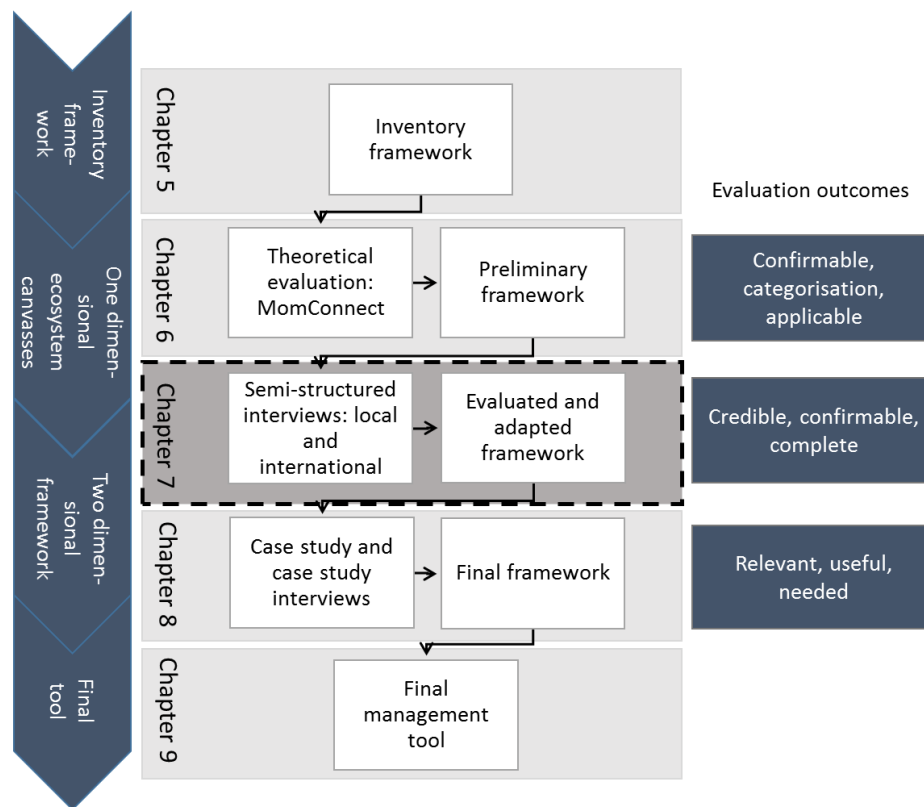 Inventory
frame-
work
One dimen-
sional
ecosystem
canvasses
Two dimen-
sional
framework
Final
tool
Chapter 5
Inventory
framework
Evaluation outcomes
Chapter 6
Theoretical
evaluation:
MomConnect
Preliminary
framework
Confirmable,
categorisation,
applicable
Chapter 7
Semi-structured
interviews: local
and
international
Evaluated and
adapted
framework
Credible, confirmable,
complete
Chapter 8
Case study and
case study
interviews
Final framework
Relevant, useful,
needed
Chapter 9
Final
management
tool